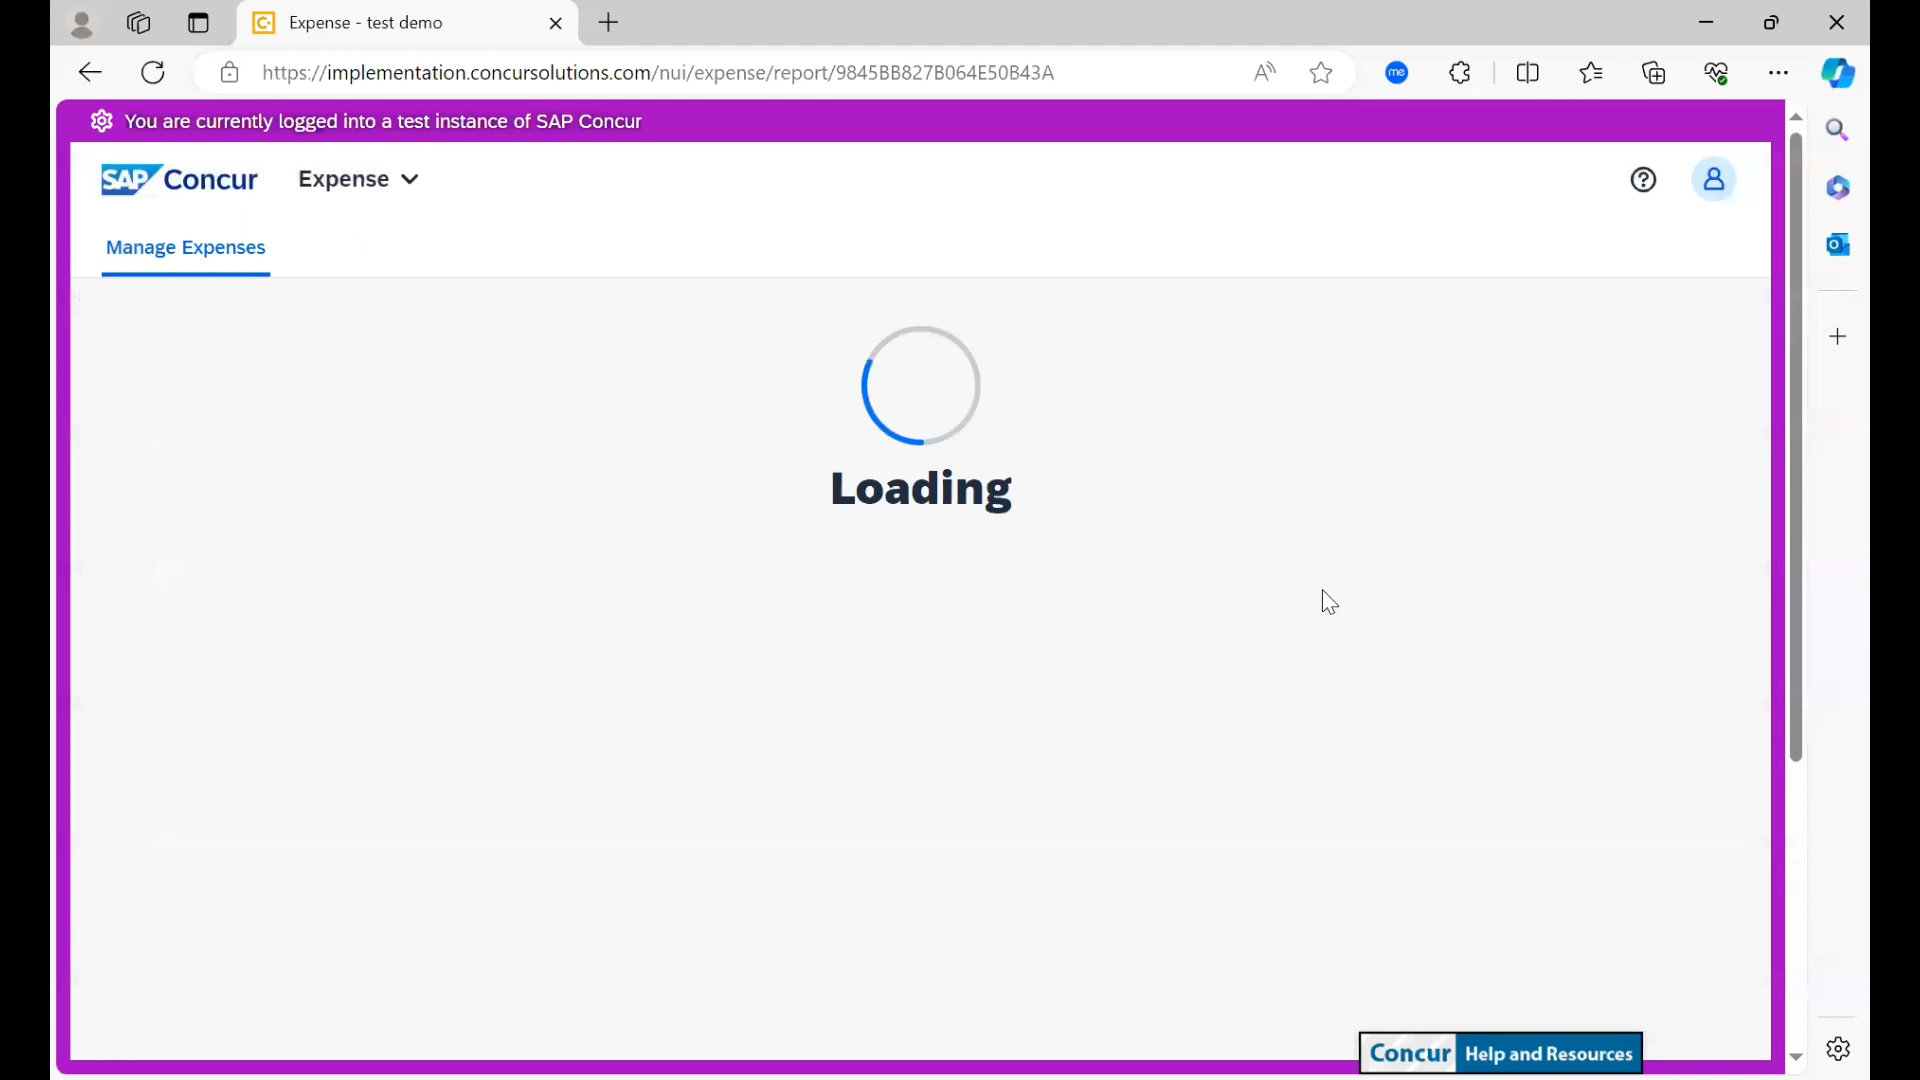 Expense - test demo
https://implementation.concursolutions.com/nui/expense/report/9845BB827B064E50B43A
me
You are currently logged into a test instance of SAP Concur
SAP Concur
Expense
Manage Expenses
Loading
Concur Help and Resources